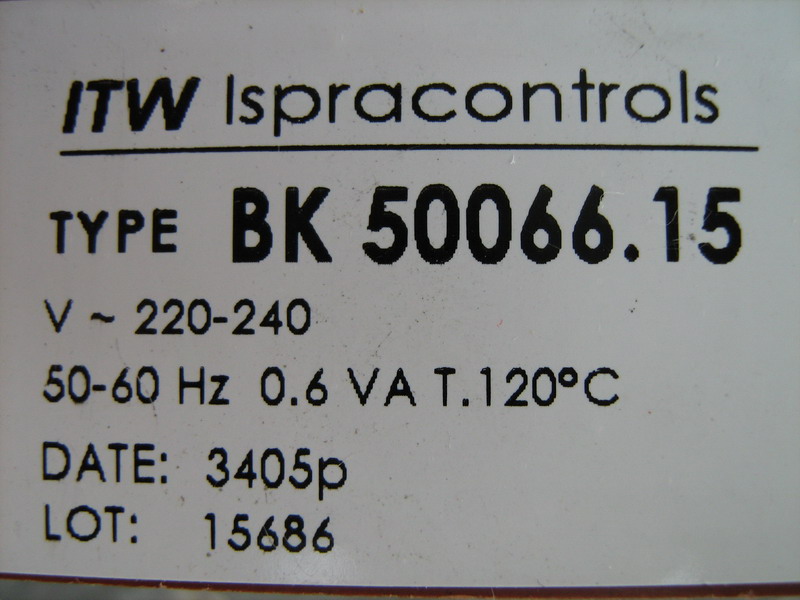 ITW Ispracontrols
TYPE BK 50066.15
V ~ 220-240
50-60 Hz 0.6 VA T.120°C
DATE: 3405p
LOT: 15686